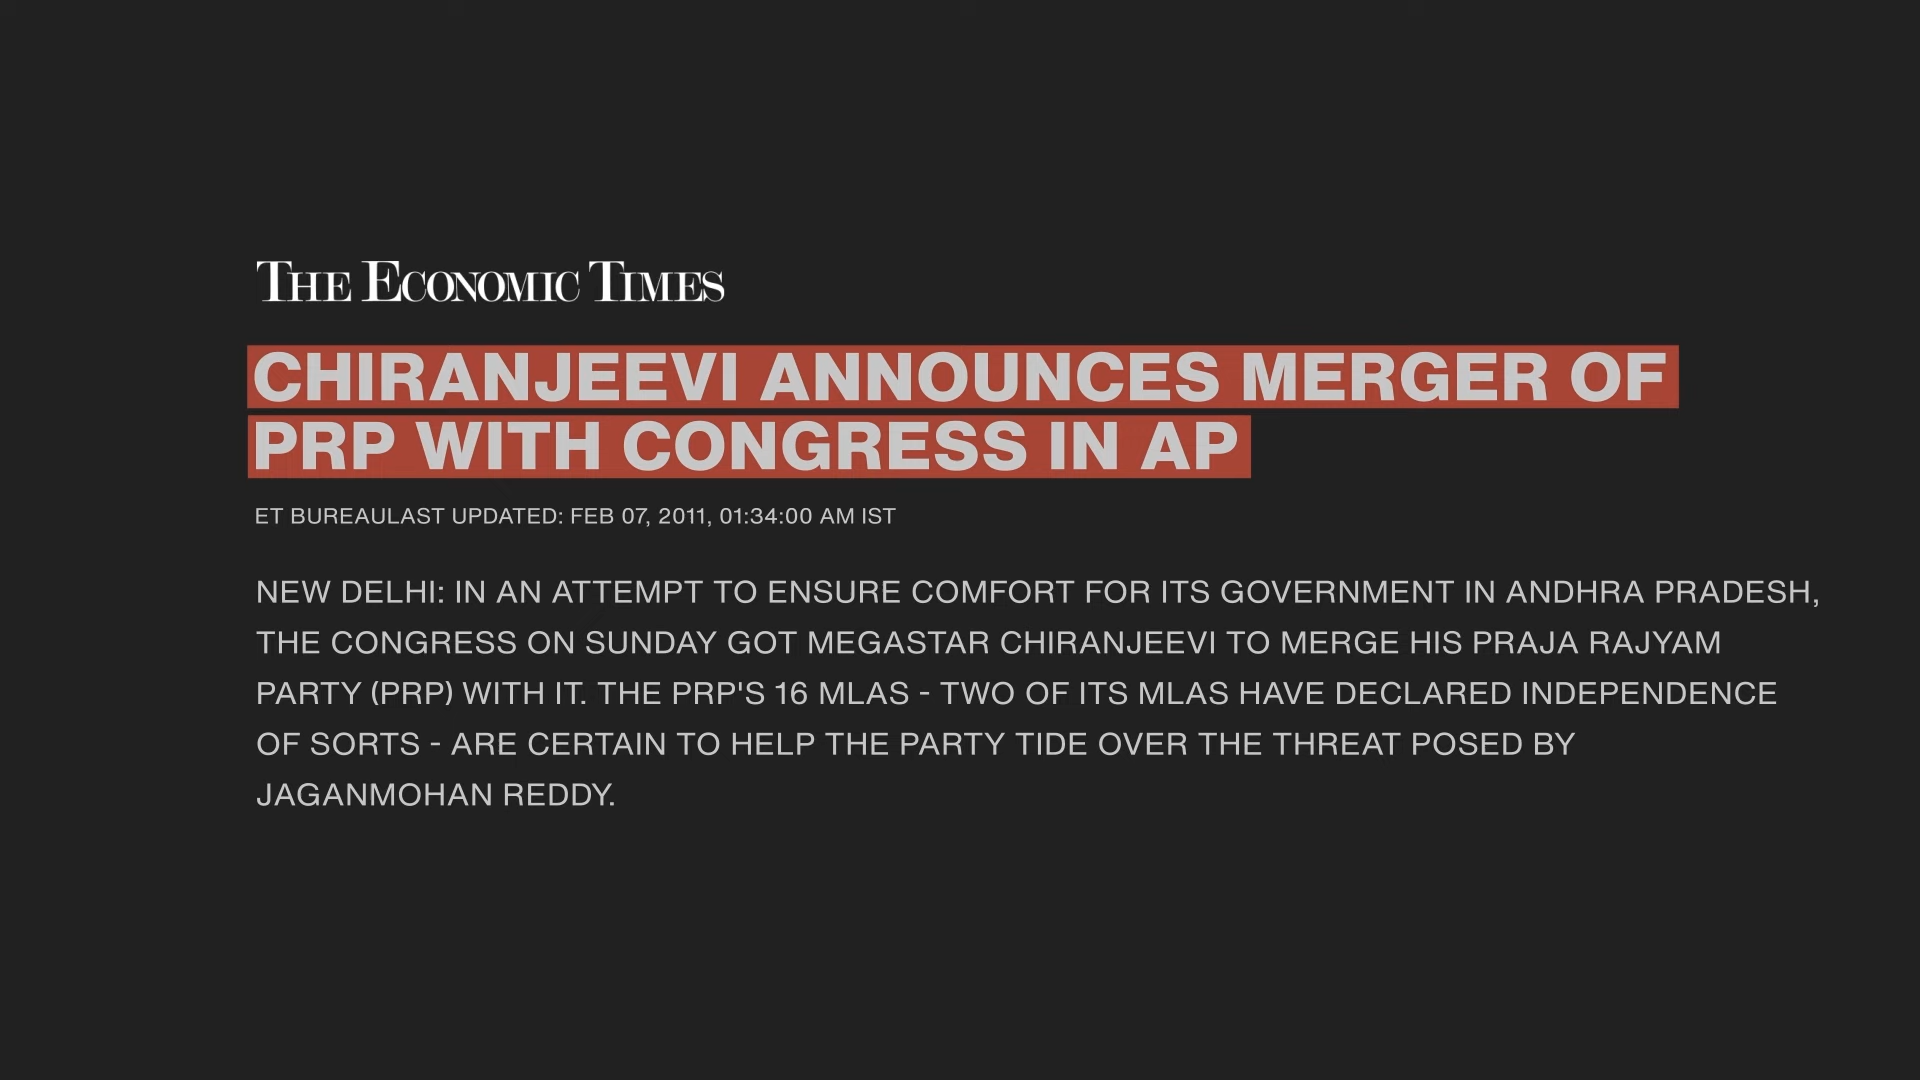 THE ECONOMIC TIMES
CHIRANJEEVI ANNOUNCES MERGER OF
PRP WITH CONGRESS IN AP
ET BUREAULAST UPDATED: FEB 07, 2011, 01:34:00 AM IST
NEW DELHI: IN AN ATTEMPT TO ENSURE COMFORT FOR ITS GOVERNMENT IN ANDHRA PRADESH,
THE CONGRESS ON SUNDAY GOT MEGASTAR CHIRANJEEVI TO MERGE HIS PRAJA RAJYAM
PARTY (PRP) WITH IT. THE PRP'S 16 MLAS - TWO OF ITS MLAS HAVE DECLARED INDEPENDENCE
OF SORTS - ARE CERTAIN TO HELP THE PARTY TIDE OVER THE THREAT POSED BY
JAGANMOHAN REDDY.